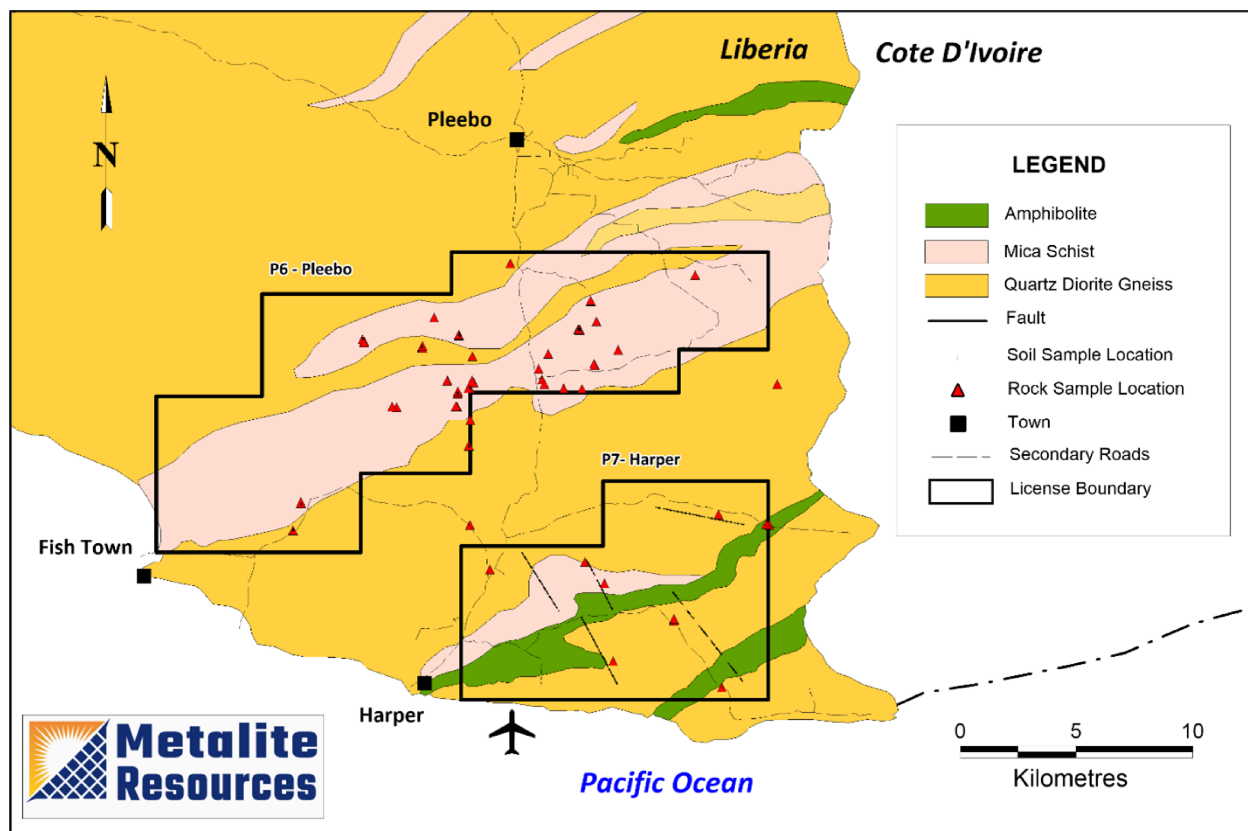 Liberia
Cote D'Ivoire
Pleebo
N
P6 - Pleebo
LEGEND
Amphibolite
Mica Schist
Quartz Diorite Gneiss
Fault
Soil Sample Location
Rock Sample Location
Town
Secondary Roads
License Boundary
P7- Harper
Fish Town
Harper
Metalite
Resources
Pacific Ocean
0 5 10
Kilometres